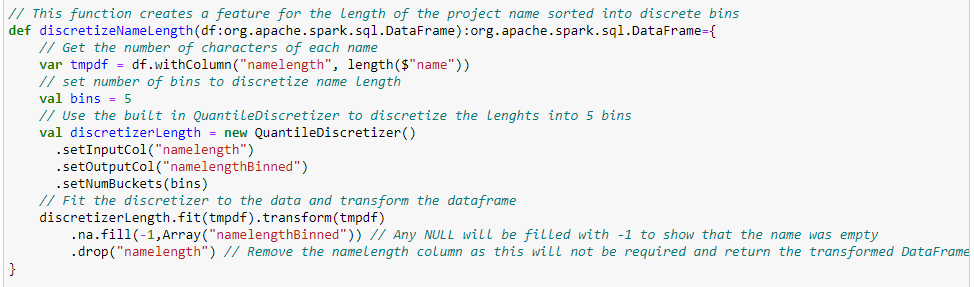 // This function creates a feature for the length of the project name sorted into discrete bins
def discretizeNameLength(df:org.apache.spark.sql.DataFrame):org.apache.spark.sql.DataFrame={
    // Get the number of characters of each name
    var tmpdf = df.withColumn("namelength", length($"name"))
    // set number of bins to discretize name length
    val bins = 5
    // Use the built in QuantileDiscretizer to discretize the lenghts into 5 bins
    val discretizerLength = new QuantileDiscretizer()
      .setInputCol("namelength")
      .setOutputCol("namelengthBinned")
      .setNumBuckets(bins)
    // Fit the discretizer to the data and transform the dataframe
    discretizerLength.fit(tmpdf).transform(tmpdf)
        .na.fill(-1,Array("namelengthBinned")) // Any NULL will be filled with -1 to show that the name was empty
        .drop("namelength") // Remove the namelength column as this will not be required and return the transformed DataFrame
}